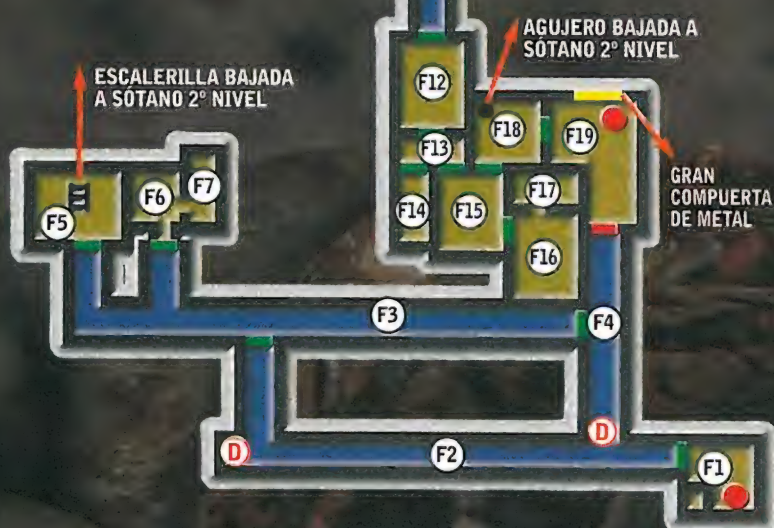 AGUJERO BAJADA A
SÓTANO 2º NIVEL
ESCALERILLA BAJADA
A SÓTANO 2º NIVEL
F12
F18
F19
F13
GRAN
COMPUERTA
DE METAL
F7
F6
F5
F17
F14
F15
F16
F3
F4
D
D
F2
F1